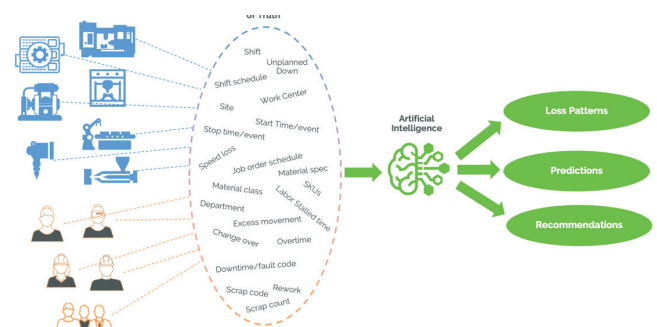 of Truth
Shift
Unplanned
Down
Shift schedule
Work Center
Site
Start Time/event
Stop time/event
Speed loss
Job order schedule
Material spec
SKUs
Material class
Labor Stalled time
Department
Excess movement
Change over
Overtime
Downtime/fault code
Scrap code
Rework
Scrap count
Artificial
Intelligence
Loss Patterns
Predictions
Recommendations